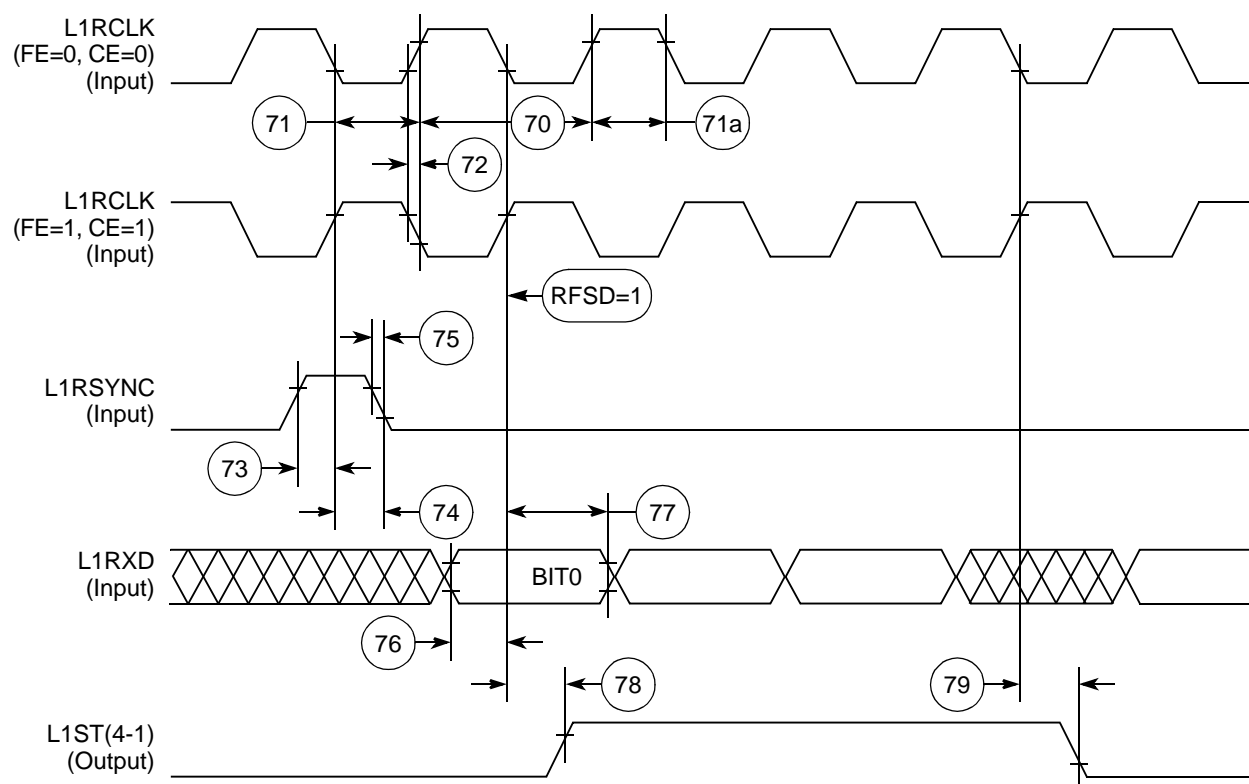 L1RCLK
(FE=0, CE=0)
(Input)
71
70
71a
72
L1RCLK
(FE=1, CE=1)
(Input)
RFSD=1
75
L1RSYNC
(Input)
73
74
77
L1RXD
(Input)
BIT0
76
78
79
L1ST(4-1)
(Output)